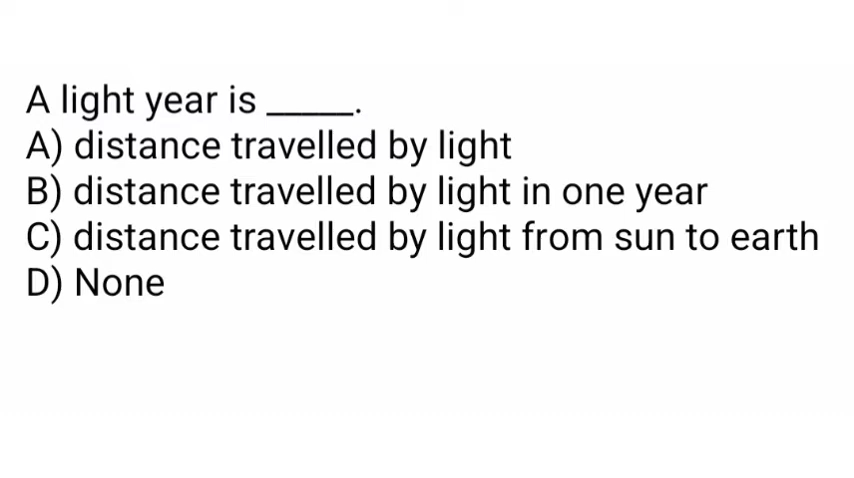 A light year is _____.
A) distance travelled by light
B) distance travelled by light in one year
C) distance travelled by light from sun to earth
D) None